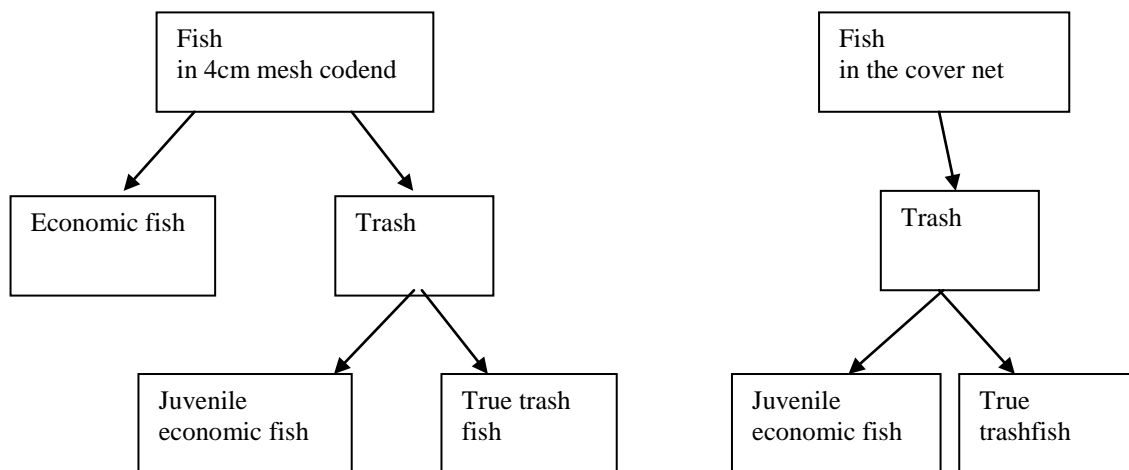 Fish
in 4cm mesh codend
Fish
in the cover net
Economic fish
Trash
Trash
Juvenile
economic fish
True trash
fish
Juvenile
economic fish
True
trashfish